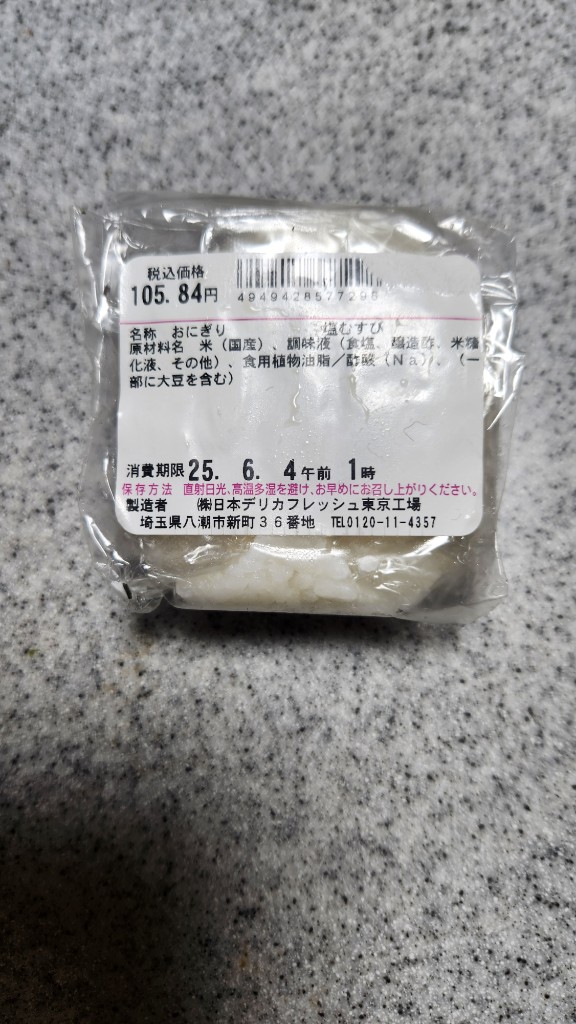 税込価格
105.84円
4949428577296
名称 おにぎり 塩むすび
原材料名 米（国産）、調味液（食塩、醸造酢、米糖
化液、その他）、食用植物油脂／酢酸（Ｎａ）、（一
部に大豆を含む）
消費期限 25. 6. 4午前 1時
保存方法 直射日光、高温多湿を避け、お早めにお召し上がりください。
製造者 ㈱日本デリカフレッシュ東京工場
埼玉県八潮市新町３６番地 TEL0120-11-4357